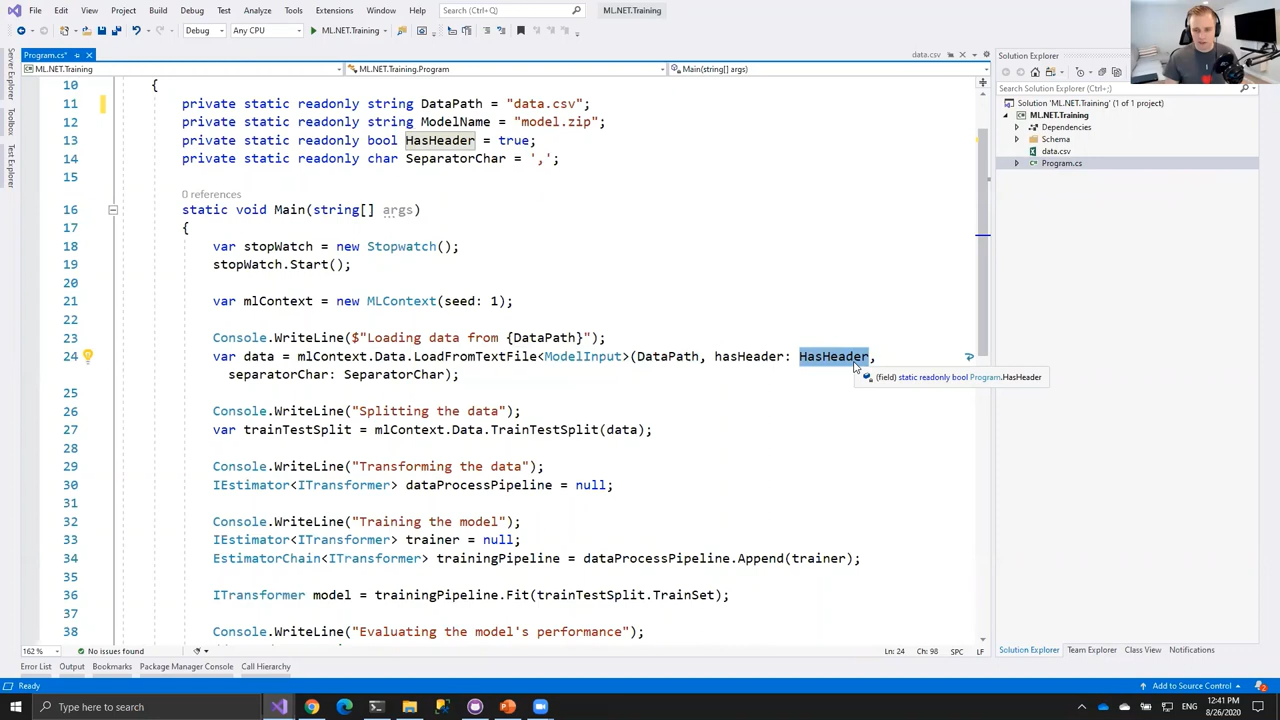 File Edit View Project Build Debug Test Analyze Tools Extensions Window Help Search (Ctrl+Q) ML.NET.Training
Debug Any CPU ML.NET.Training
Program.cs* data.csv
ML.NET.Training ML.NET.Training.Program Main(string[] args)
Server Explorer
Toolbox
Test Explorer
10 {
11 private static readonly string DataPath = "data.csv";
12 private static readonly string ModelName = "model.zip";
13 private static readonly bool HasHeader = true;
14 private static readonly char SeparatorChar = ',';
15
0 references
16 static void Main(string[] args)
17 {
18 var stopWatch = new Stopwatch();
19 stopWatch.Start();
20
21 var mlContext = new MLContext(seed: 1);
22
23 Console.WriteLine($"Loading data from {DataPath}");
24 var data = mlContext.Data.LoadFromTextFile<ModelInput>(DataPath, hasHeader: HasHeader,
separatorChar: SeparatorChar);
(field) static readonly bool Program.HasHeader
25
26 Console.WriteLine("Splitting the data");
27 var trainTestSplit = mlContext.Data.TrainTestSplit(data);
28
29 Console.WriteLine("Transforming the data");
30 IEstimator<ITransformer> dataProcessPipeline = null;
31
32 Console.WriteLine("Training the model");
33 IEstimator<ITransformer> trainer = null;
34 EstimatorChain<ITransformer> trainingPipeline = dataProcessPipeline.Append(trainer);
35
36 ITransformer model = trainingPipeline.Fit(trainTestSplit.TrainSet);
37
38 Console.WriteLine("Evaluating the model's performance");
Solution Explorer
Search Solution Explorer (Ctrl+;)
Solution 'ML.NET.Training' (1 of 1 project)
ML.NET.Training
Dependencies
Schema
data.csv
Program.cs
162 % No issues found Ln: 24 Ch: 98 SPC LF
Solution Explorer Team Explorer Class View Notifications
Error List Output Bookmarks Package Manager Console Call Hierarchy
Ready Add to Source Control 2
Type here to search
12:41 PM
8/26/2020